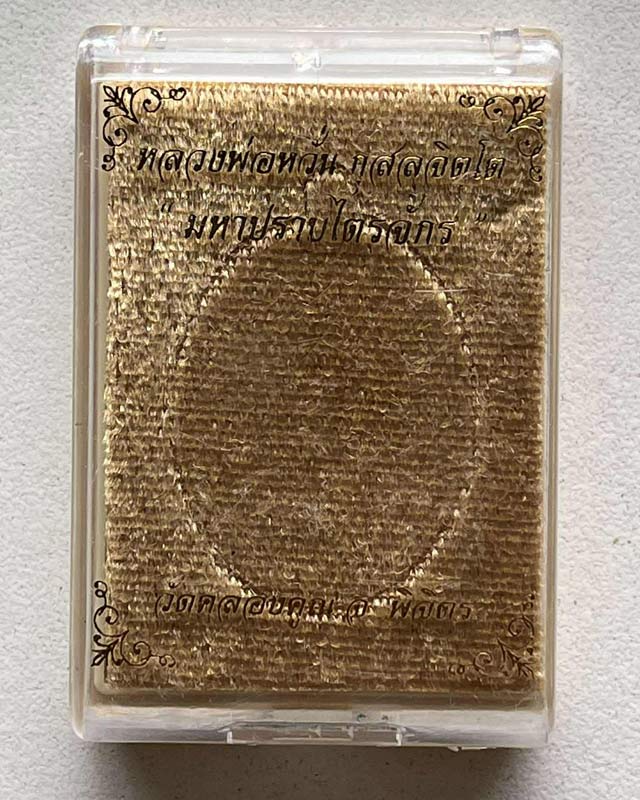 หลวงพ่อหวั่น กุสลจิตโต
" มหาปราบไตรจักร "
วัดคลองคูณ จ. พิจิตร